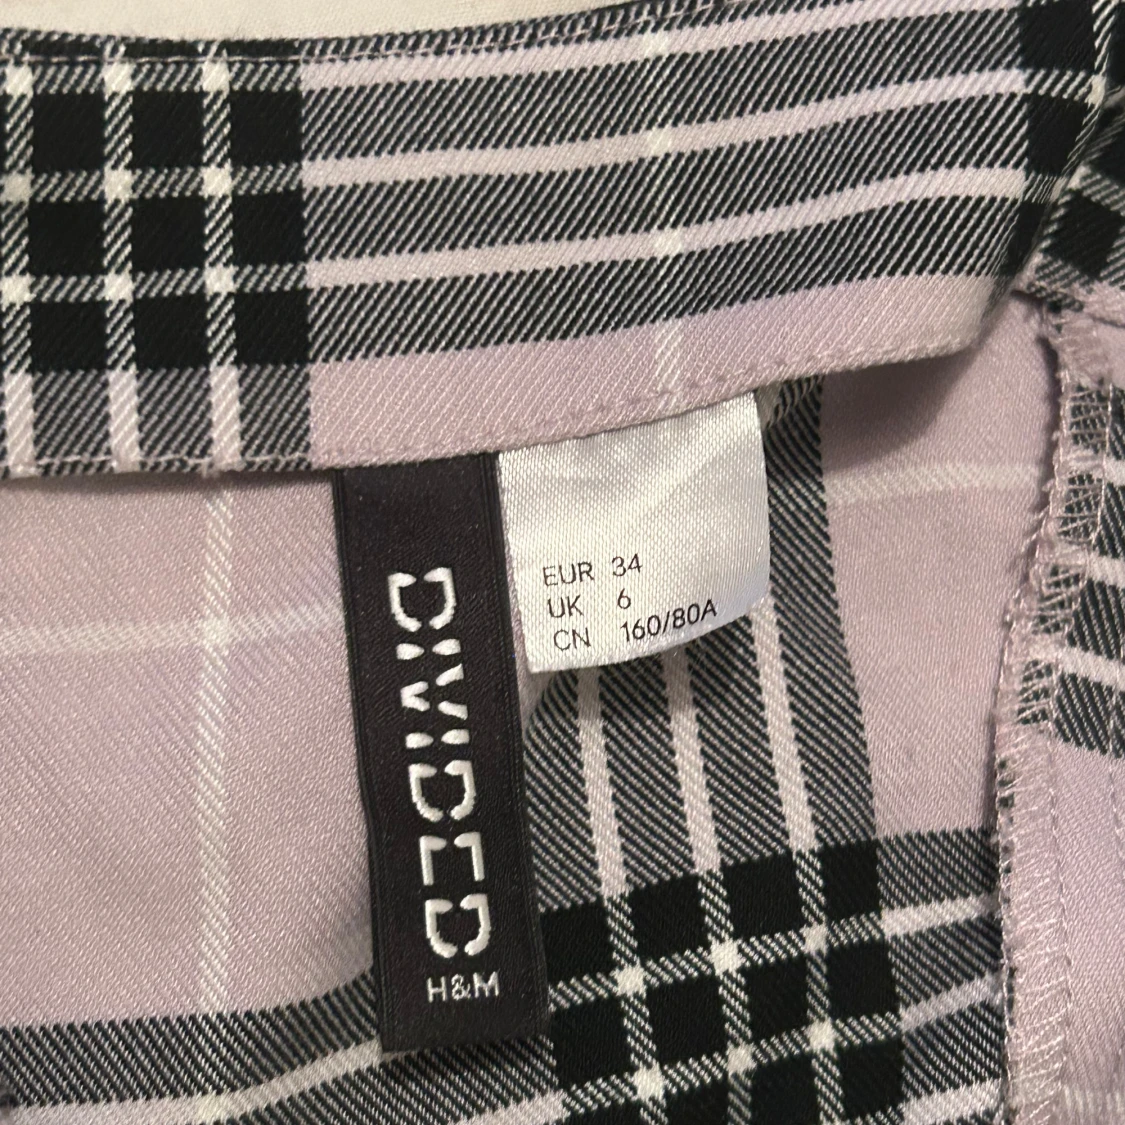 DIVIDED
H&M
EUR 34
UK 6
CN 160/80A